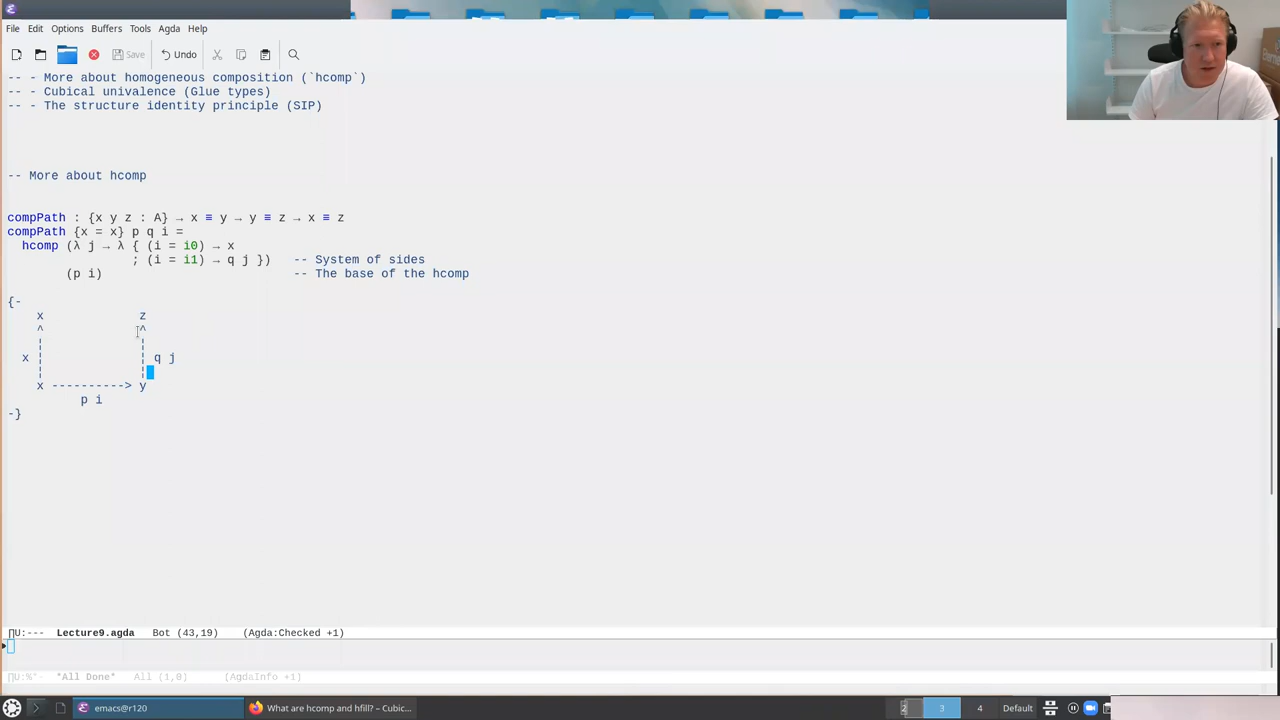 File Edit Options Buffers Tools Agda Help
Save Undo
-- - More about homogeneous composition (`hcomp`)
-- - Cubical univalence (Glue types)
-- - The structure identity principle (SIP)
-- More about hcomp
compPath : {x y z : A} → x ≡ y → y ≡ z → x ≡ z
compPath {x = x} p q i =
hcomp (λ j → λ { (i = i0) → x
; (i = i1) → q j }) -- System of sides
(p i) -- The base of the hcomp
{-
x z
^ ^
¦ ¦
x ¦ ¦ q j
¦ ¦
x ----------> y
p i
-}
∏U:--- Lecture9.agda Bot (43,19) (Agda:Checked +1)
∏U:%*- *All Done* All (1,0) (AgdaInfo +1)
emacs@r120 What are hcomp and hfill? – Cubic... 2 3 4 Default